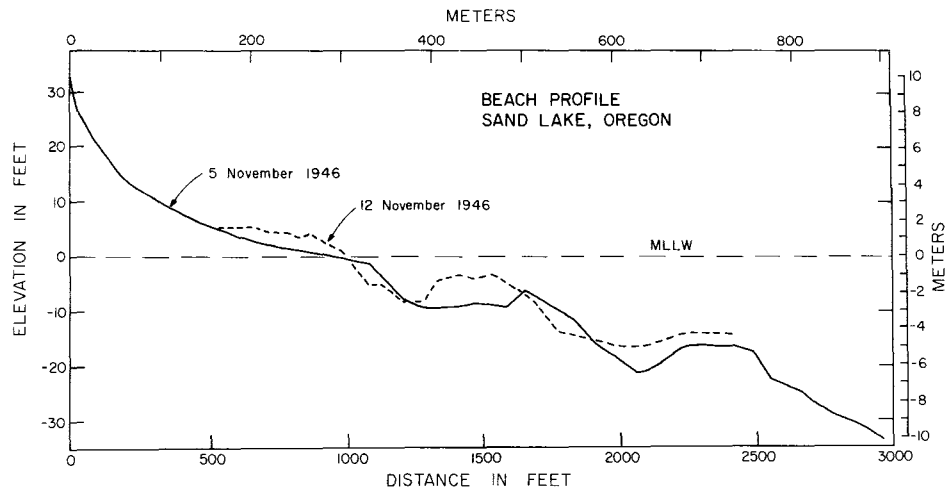 METERS
0 200 400 600 800
BEACH PROFILE
SAND LAKE, OREGON
5 November 1946
12 November 1946
MLLW
ELEVATION IN FEET
30
20
10
0
-10
-20
-30
10
8
6
4
2
0
-2
-4
-6
-8
-10
METERS
0 500 1000 1500 2000 2500 3000
DISTANCE IN FEET